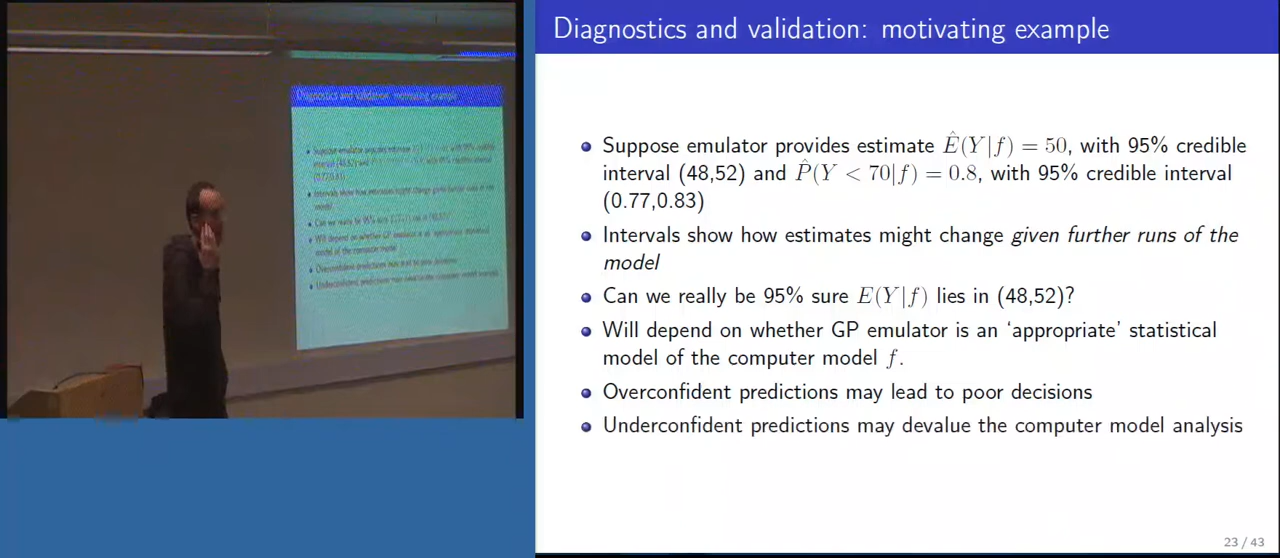 Diagnostics and validation: motivating example
Suppose emulator provides estimate Ê(Y|f) = 50, with 95% credible
interval (48,52) and P̂(Y < 70|f) = 0.8, with 95% credible interval
(0.77,0.83)
Intervals show how estimates might change given further runs of the
model
Can we really be 95% sure E(Y|f) lies in (48,52)?
Will depend on whether GP emulator is an ‘appropriate’ statistical
model of the computer model f.
Overconfident predictions may lead to poor decisions
Underconfident predictions may devalue the computer model analysis
23 / 43